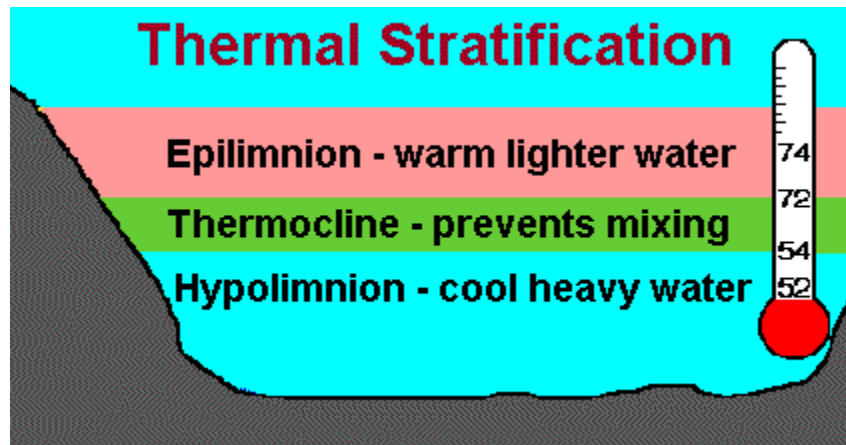 Thermal Stratification
Epilimnion - warm lighter water
74
72
Thermocline - prevents mixing
54
Hypolimnion - cool heavy water
52